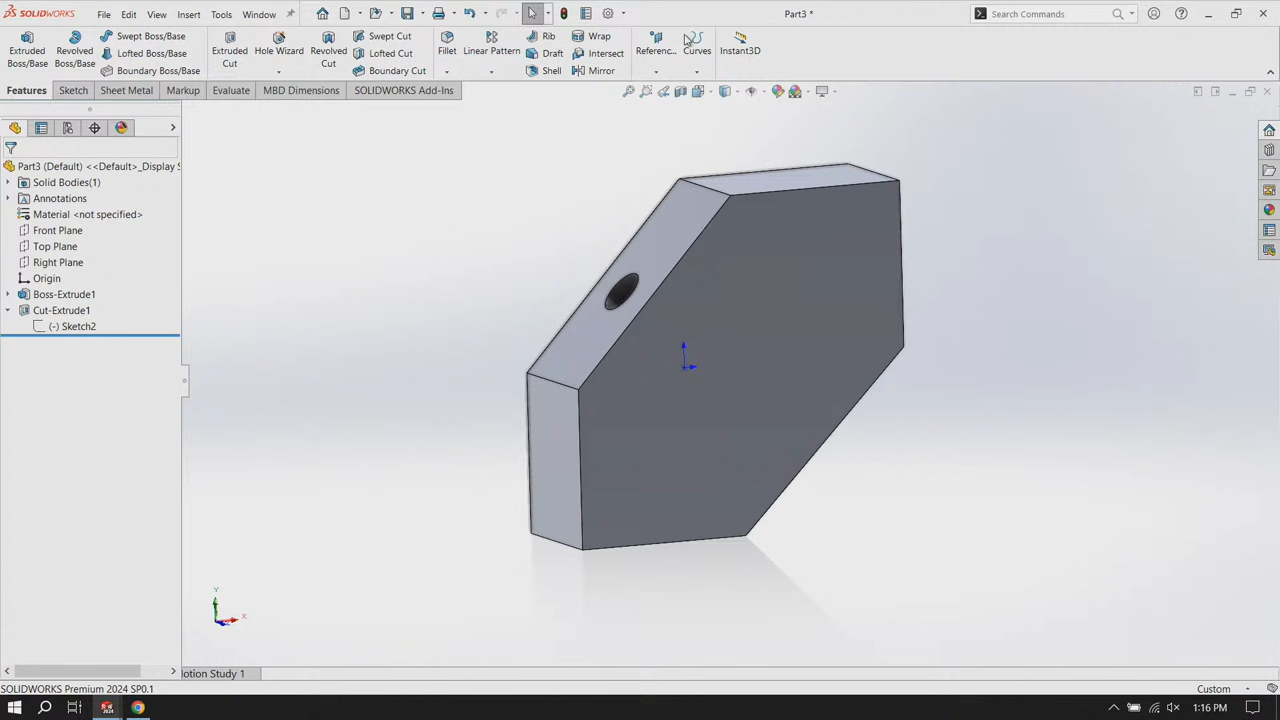 SOLIDWORKS File Edit View Insert Tools Window Part3 * Search Commands
Extruded Boss/Base Revolved Boss/Base Swept Boss/Base Lofted Boss/Base Boundary Boss/Base Extruded Cut Hole Wizard Revolved Cut Swept Cut Lofted Cut Boundary Cut Fillet Linear Pattern Rib Draft Shell Wrap Intersect Mirror Referenc... Curves Instant3D
Features Sketch Sheet Metal Markup Evaluate MBD Dimensions SOLIDWORKS Add-Ins
Part3 (Default) <<Default>_Display S
Solid Bodies(1)
Annotations
Material <not specified>
Front Plane
Top Plane
Right Plane
Origin
Boss-Extrude1
Cut-Extrude1
(-) Sketch2
Y
X
otion Study 1
SOLIDWORKS Premium 2024 SP0.1 Custom
1:16 PM